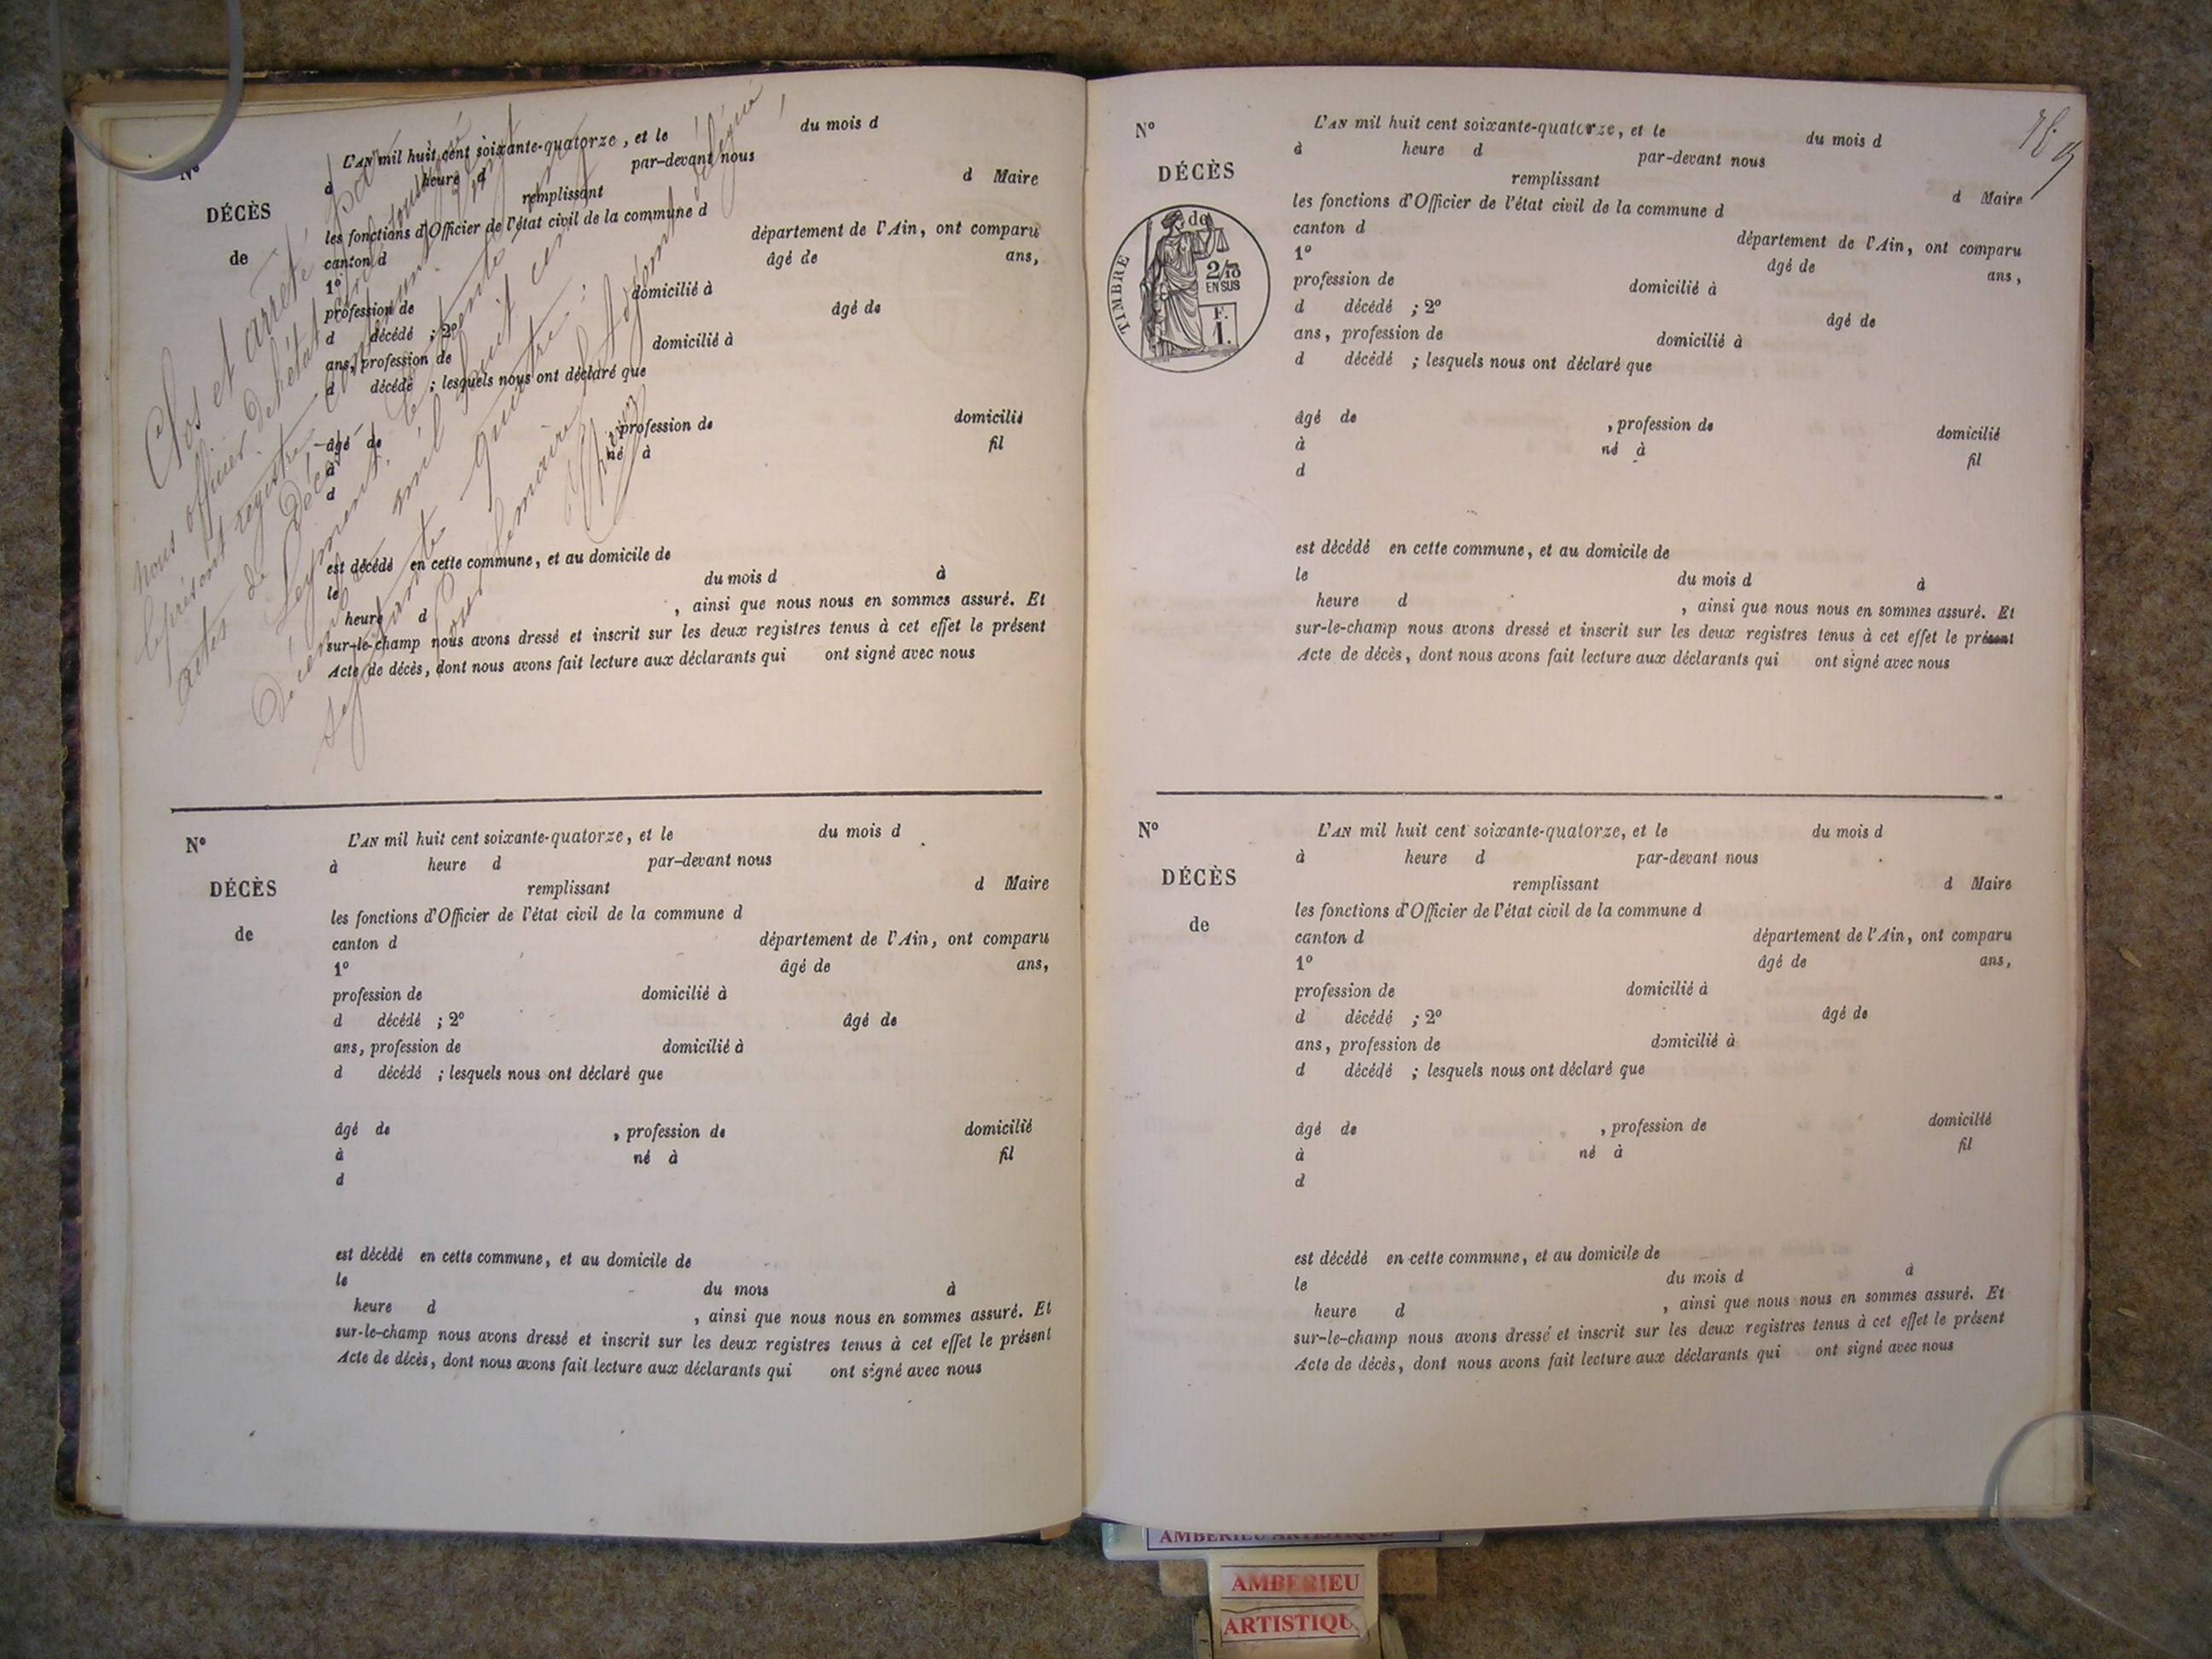 N°
L'AN mil huit cent soixante-quatorze, et le du mois d
à heure d par-devant nous
remplissant d Maire
DÉCÈS
les fonctions d'Officier de l'état civil de la commune d
de
canton d département de l'Ain, ont comparu
1° âgé de ans,
profession de domicilié à
d décédé ; 2° âgé de
ans, profession de domicilié à
d décédé ; lesquels nous ont déclaré que
âgé de , profession de domicilié
à né à fil
d
est décédé en cette commune, et au domicile de
le du mois d à
heure d , ainsi que nous nous en sommes assuré. Et
sur-le-champ nous avons dressé et inscrit sur les deux registres tenus à cet effet le présent
Acte de décès, dont nous avons fait lecture aux déclarants qui ont signé avec nous
Clos et arrêté par
nous officier de l'état civil
le présent registre
actes de Décès
Leyment, le trente
Décembre mil huit cent
soixante quatorze
Pour le maire, l'adjoint délégué,
N°
L'AN mil huit cent soixante-quatorze, et le du mois d
à heure d par-devant nous
remplissant d Maire
DÉCÈS
les fonctions d'Officier de l'état civil de la commune d
de
canton d département de l'Ain, ont comparu
1° âgé de ans,
profession de domicilié à
d décédé ; 2° âgé de
ans, profession de domicilié à
d décédé ; lesquels nous ont déclaré que
âgé de , profession de domicilié
à né à fil
d
est décédé en cette commune, et au domicile de
le du mois à
heure d , ainsi que nous nous en sommes assuré. Et
sur-le-champ nous avons dressé et inscrit sur les deux registres tenus à cet effet le présent
Acte de décès, dont nous avons fait lecture aux déclarants qui ont signé avec nous
N°
L'AN mil huit cent soixante-quatorze, et le du mois d
à heure d par-devant nous
remplissant d Maire
DÉCÈS
les fonctions d'Officier de l'état civil de la commune d
de
canton d département de l'Ain, ont comparu
1° âgé de ans,
profession de domicilié à
d décédé ; 2° âgé de
ans, profession de domicilié à
d décédé ; lesquels nous ont déclaré que
TIMBRE
2/10
EN SUS
F.
1.
âgé de , profession de domicilié
à né à fil
d
est décédé en cette commune, et au domicile de
le du mois d à
heure d , ainsi que nous nous en sommes assuré. Et
sur-le-champ nous avons dressé et inscrit sur les deux registres tenus à cet effet le présent
Acte de décès, dont nous avons fait lecture aux déclarants qui ont signé avec nous
N°
L'AN mil huit cent soixante-quatorze, et le du mois d
à heure d par-devant nous
remplissant d Maire
DÉCÈS
les fonctions d'Officier de l'état civil de la commune d
de
canton d département de l'Ain, ont comparu
1° âgé de ans,
profession de domicilié à
d décédé ; 2° âgé de
ans, profession de domicilié à
d décédé ; lesquels nous ont déclaré que
âgé de , profession de domicilié
à né à fil
d
est décédé en cette commune, et au domicile de
le du mois d à
heure d , ainsi que nous nous en sommes assuré. Et
sur-le-champ nous avons dressé et inscrit sur les deux registres tenus à cet effet le présent
Acte de décès, dont nous avons fait lecture aux déclarants qui ont signé avec nous
AMBERIEU ARTISTIQUE
AMBERIEU
ARTISTIQU